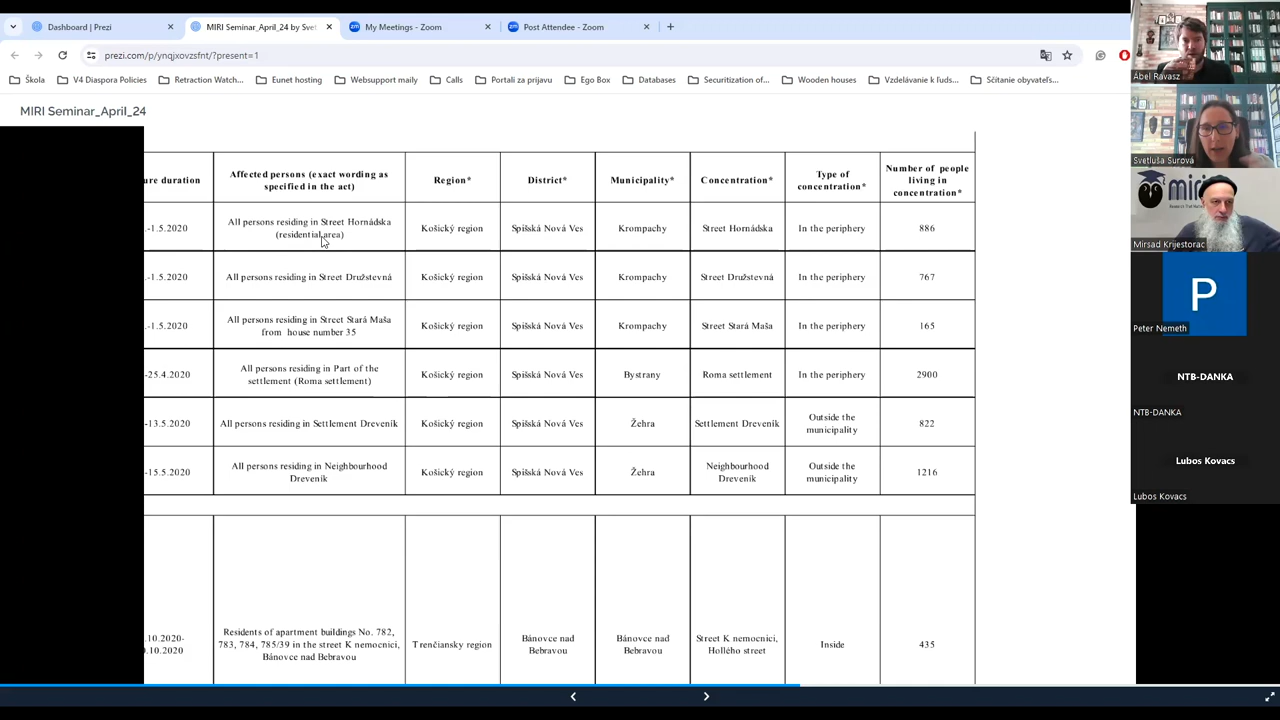 Dashboard | Prezi
MIRI Seminar_April_24 by Svet
My Meetings - Zoom
Post Attendee - Zoom
prezi.com/p/ynqjxovzsfnt/?present=1
Škola
V4 Diaspora Policies
Retraction Watch...
Eunet hosting
Websupport maily
Calls
Portali za prijavu
Ego Box
Databases
Securitization of...
Wooden houses
Vzdelávanie k ľuds...
Sčítanie obyvateľs...
MIRI Seminar_April_24
ure duration
Affected persons (exact wording as
specified in the act)
Region*
District*
Municipality*
Concentration*
Type of
concentration*
Number of people
living in
concentration*
.-1.5.2020
All persons residing in Street Hornádska
(residential area)
Košický region
Spišská Nová Ves
Krompachy
Street Hornádska
In the periphery
886
.-1.5.2020
All persons residing in Street Družstevná
Košický region
Spišská Nová Ves
Krompachy
Street Družstevná
In the periphery
767
.-1.5.2020
All persons residing in Street Stará Maša
from house number 35
Košický region
Spišská Nová Ves
Krompachy
Street Stará Maša
In the periphery
165
-25.4.2020
All persons residing in Part of the
settlement (Roma settlement)
Košický region
Spišská Nová Ves
Bystrany
Roma settlement
In the periphery
2900
-13.5.2020
All persons residing in Settlement Dreveník
Košický region
Spišská Nová Ves
Žehra
Settlement Dreveník
Outside the
municipality
822
-15.5.2020
All persons residing in Neighbourhood
Dreveník
Košický region
Spišská Nová Ves
Žehra
Neighbourhood
Dreveník
Outside the
municipality
1216
.10.2020-
0.10.2020
Residents of apartment buildings No. 782,
783, 784, 785/39 in the street K nemocnici,
Bánovce nad Bebravou
Trenčiansky region
Bánovce nad
Bebravou
Bánovce nad
Bebravou
Street K nemocnici,
Hollého street
Inside
435
Ábel Ravasz
Svetluša Surová
miri
Mirsad Krijestorac
P
Peter Nemeth
NTB-DANKA
NTB-DANKA
Lubos Kovacs
Lubos Kovacs